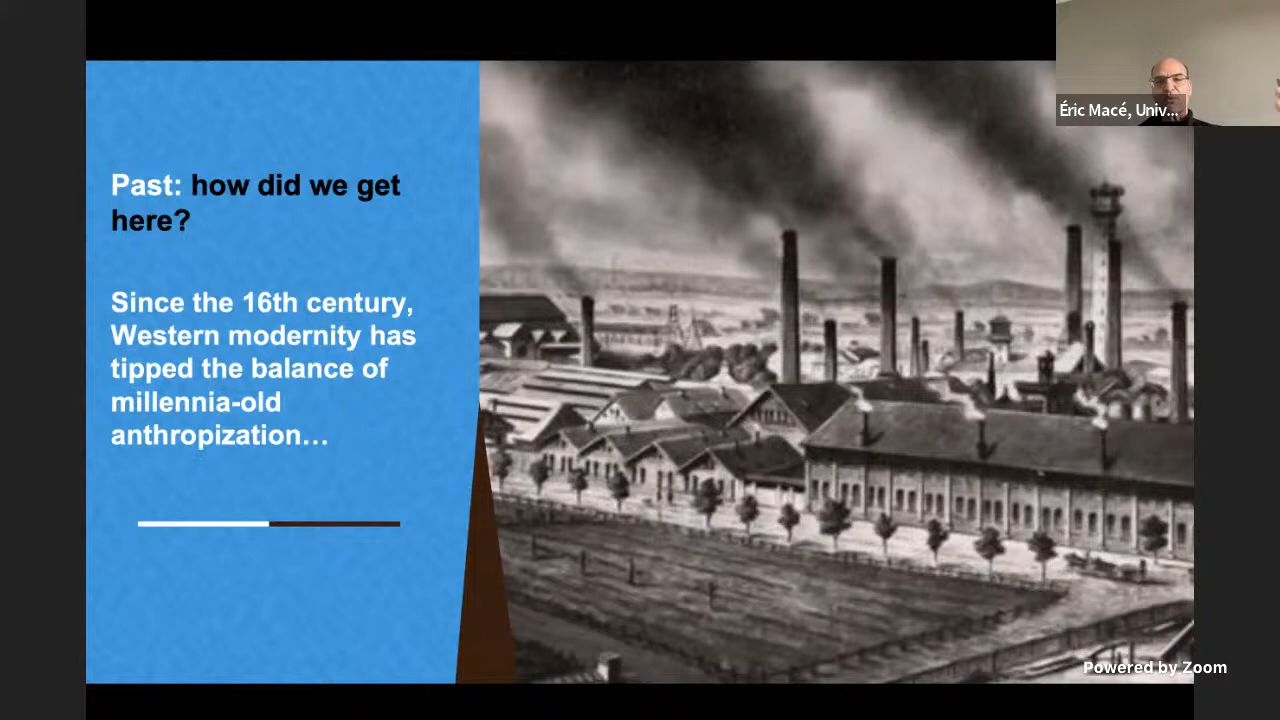 Éric Macé, Univ...
Past: how did we get
here?
Since the 16th century,
Western modernity has
tipped the balance of
millennia-old
anthropization…
Powered by Zoom